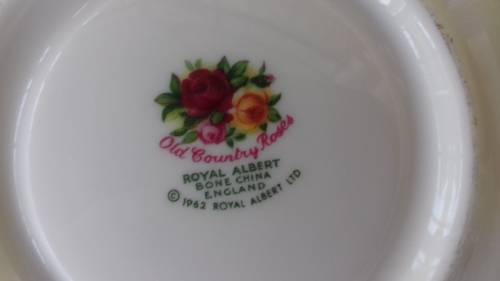 Old Country Roses
ROYAL ALBERT
BONE CHINA
ENGLAND
© 1962 ROYAL ALBERT LTD